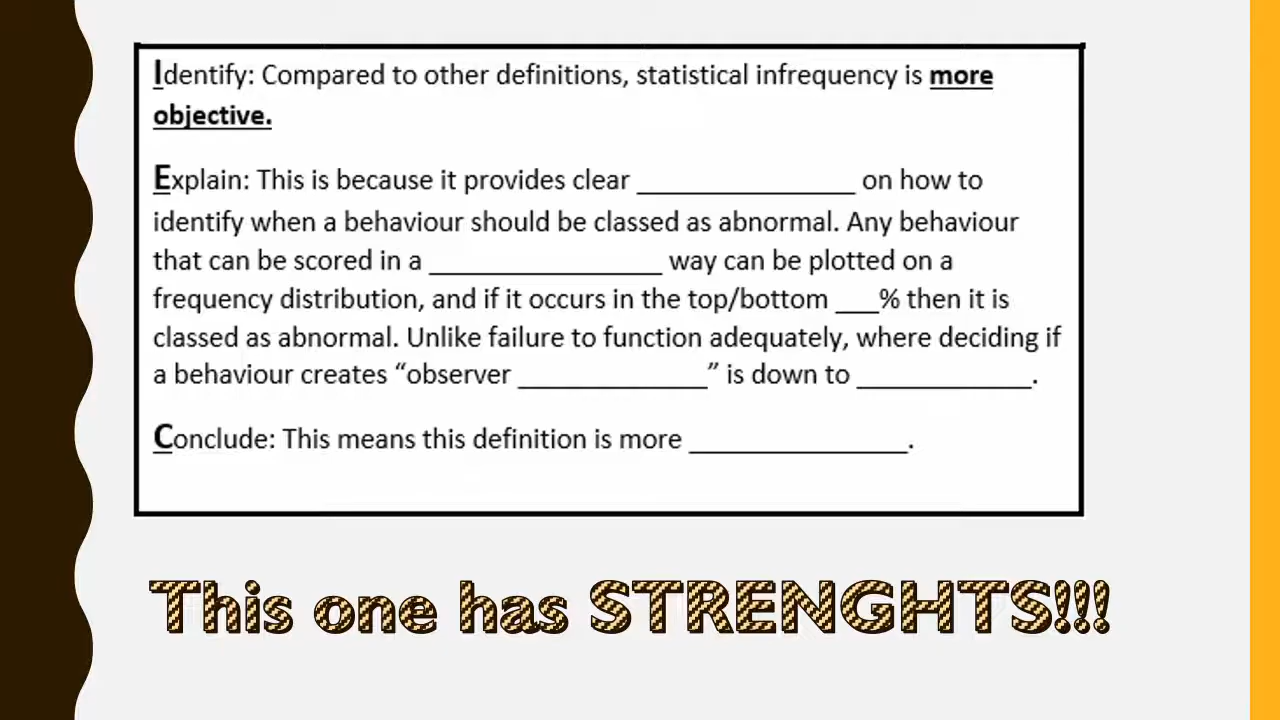 Identify: Compared to other definitions, statistical infrequency is more
objective.
Explain: This is because it provides clear _______________ on how to
identify when a behaviour should be classed as abnormal. Any behaviour
that can be scored in a ________________ way can be plotted on a
frequency distribution, and if it occurs in the top/bottom ___% then it is
classed as abnormal. Unlike failure to function adequately, where deciding if
a behaviour creates “observer _____________” is down to ____________.
Conclude: This means this definition is more _______________.
This one has STRENGHTS!!!